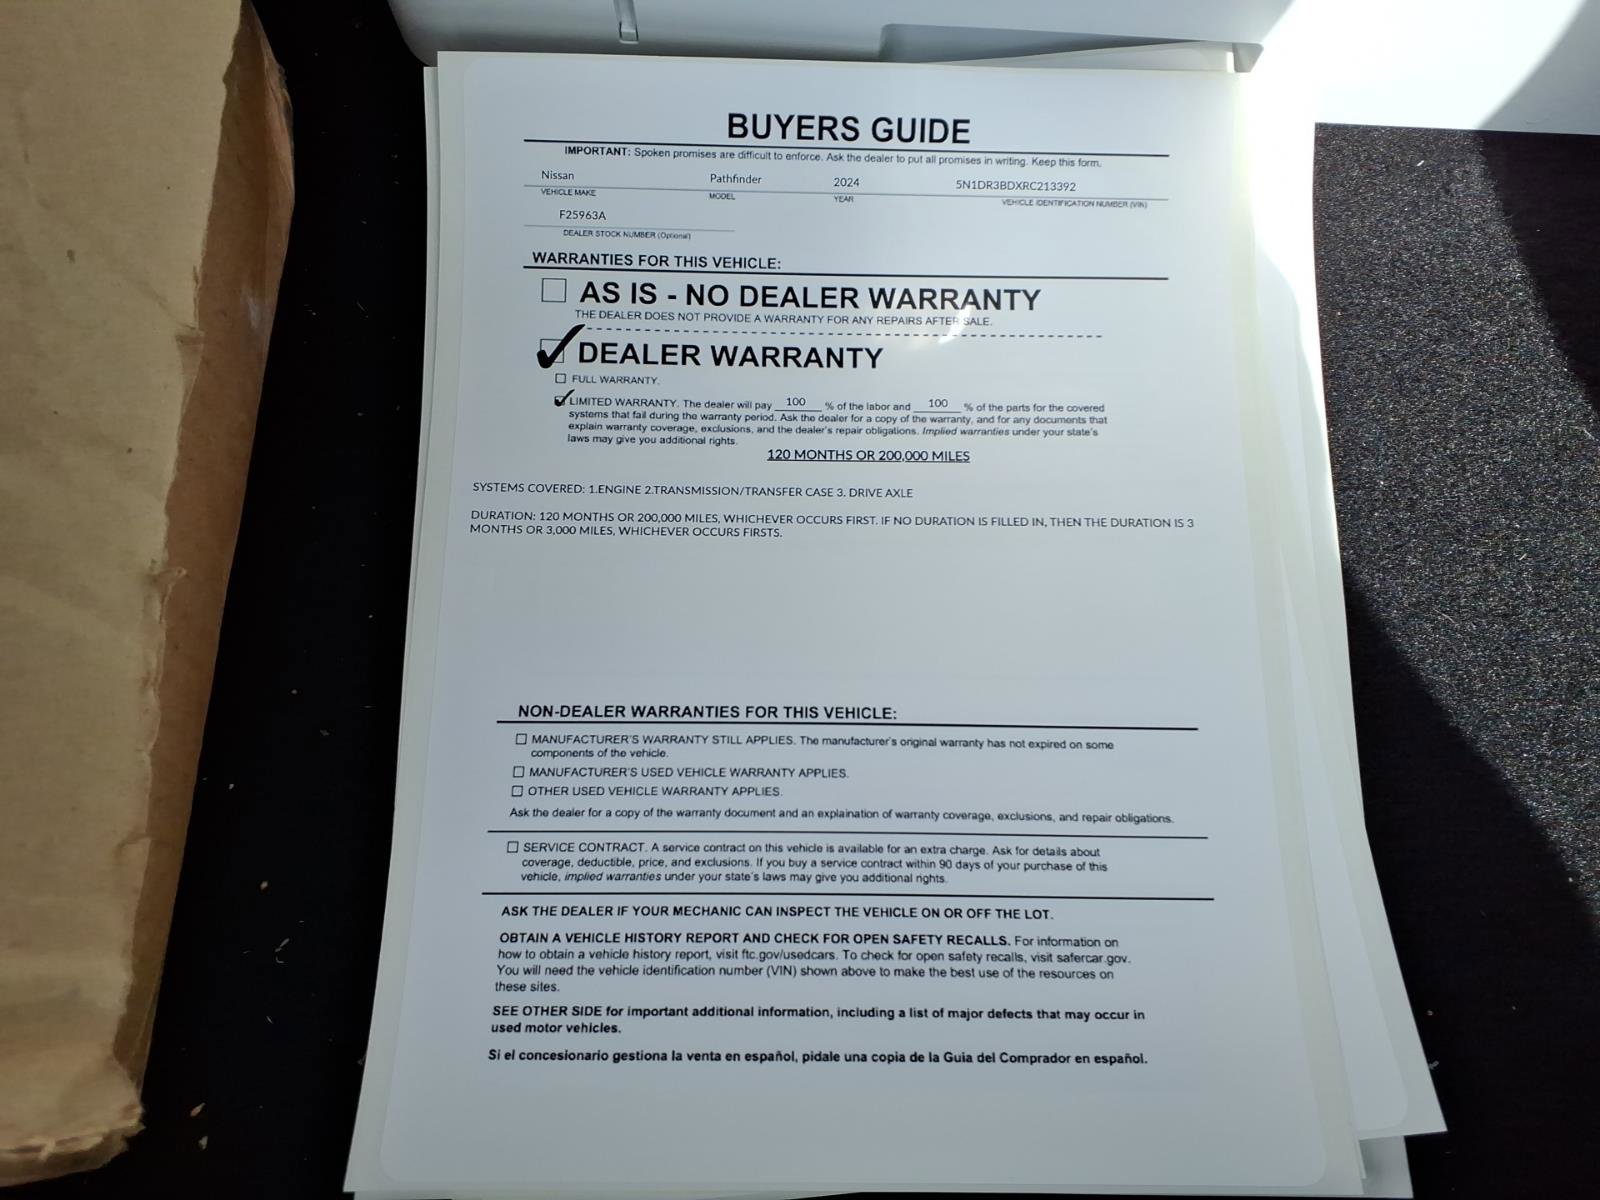 BUYERS GUIDE
IMPORTANT: Spoken promises are difficult to enforce. Ask the dealer to put all promises in writing. Keep this form.
Nissan Pathfinder 2024 5N1DR3BDXRC213392
VEHICLE MAKE MODEL YEAR VEHICLE IDENTIFICATION NUMBER (VIN)
F25963A
DEALER STOCK NUMBER (Optional)
WARRANTIES FOR THIS VEHICLE:
AS IS - NO DEALER WARRANTY
THE DEALER DOES NOT PROVIDE A WARRANTY FOR ANY REPAIRS AFTER SALE.
DEALER WARRANTY
FULL WARRANTY.
LIMITED WARRANTY. The dealer will pay 100 % of the labor and 100 % of the parts for the covered
systems that fail during the warranty period. Ask the dealer for a copy of the warranty, and for any documents that
explain warranty coverage, exclusions, and the dealer's repair obligations. Implied warranties under your state's
laws may give you additional rights.
120 MONTHS OR 200,000 MILES
SYSTEMS COVERED: 1.ENGINE 2.TRANSMISSION/TRANSFER CASE 3. DRIVE AXLE
DURATION: 120 MONTHS OR 200,000 MILES, WHICHEVER OCCURS FIRST. IF NO DURATION IS FILLED IN, THEN THE DURATION IS 3
MONTHS OR 3,000 MILES, WHICHEVER OCCURS FIRSTS.
NON-DEALER WARRANTIES FOR THIS VEHICLE:
MANUFACTURER'S WARRANTY STILL APPLIES. The manufacturer's original warranty has not expired on some
components of the vehicle.
MANUFACTURER'S USED VEHICLE WARRANTY APPLIES.
OTHER USED VEHICLE WARRANTY APPLIES.
Ask the dealer for a copy of the warranty document and an explaination of warranty coverage, exclusions, and repair obligations.
SERVICE CONTRACT. A service contract on this vehicle is available for an extra charge. Ask for details about
coverage, deductible, price, and exclusions. If you buy a service contract within 90 days of your purchase of this
vehicle, implied warranties under your state's laws may give you additional rights.
ASK THE DEALER IF YOUR MECHANIC CAN INSPECT THE VEHICLE ON OR OFF THE LOT.
OBTAIN A VEHICLE HISTORY REPORT AND CHECK FOR OPEN SAFETY RECALLS. For information on
how to obtain a vehicle history report, visit ftc.gov/usedcars. To check for open safety recalls, visit safercar.gov.
You will need the vehicle identification number (VIN) shown above to make the best use of the resources on
these sites.
SEE OTHER SIDE for important additional information, including a list of major defects that may occur in
used motor vehicles.
Si el concesionario gestiona la venta en español, pidale una copia de la Guia del Comprador en español.